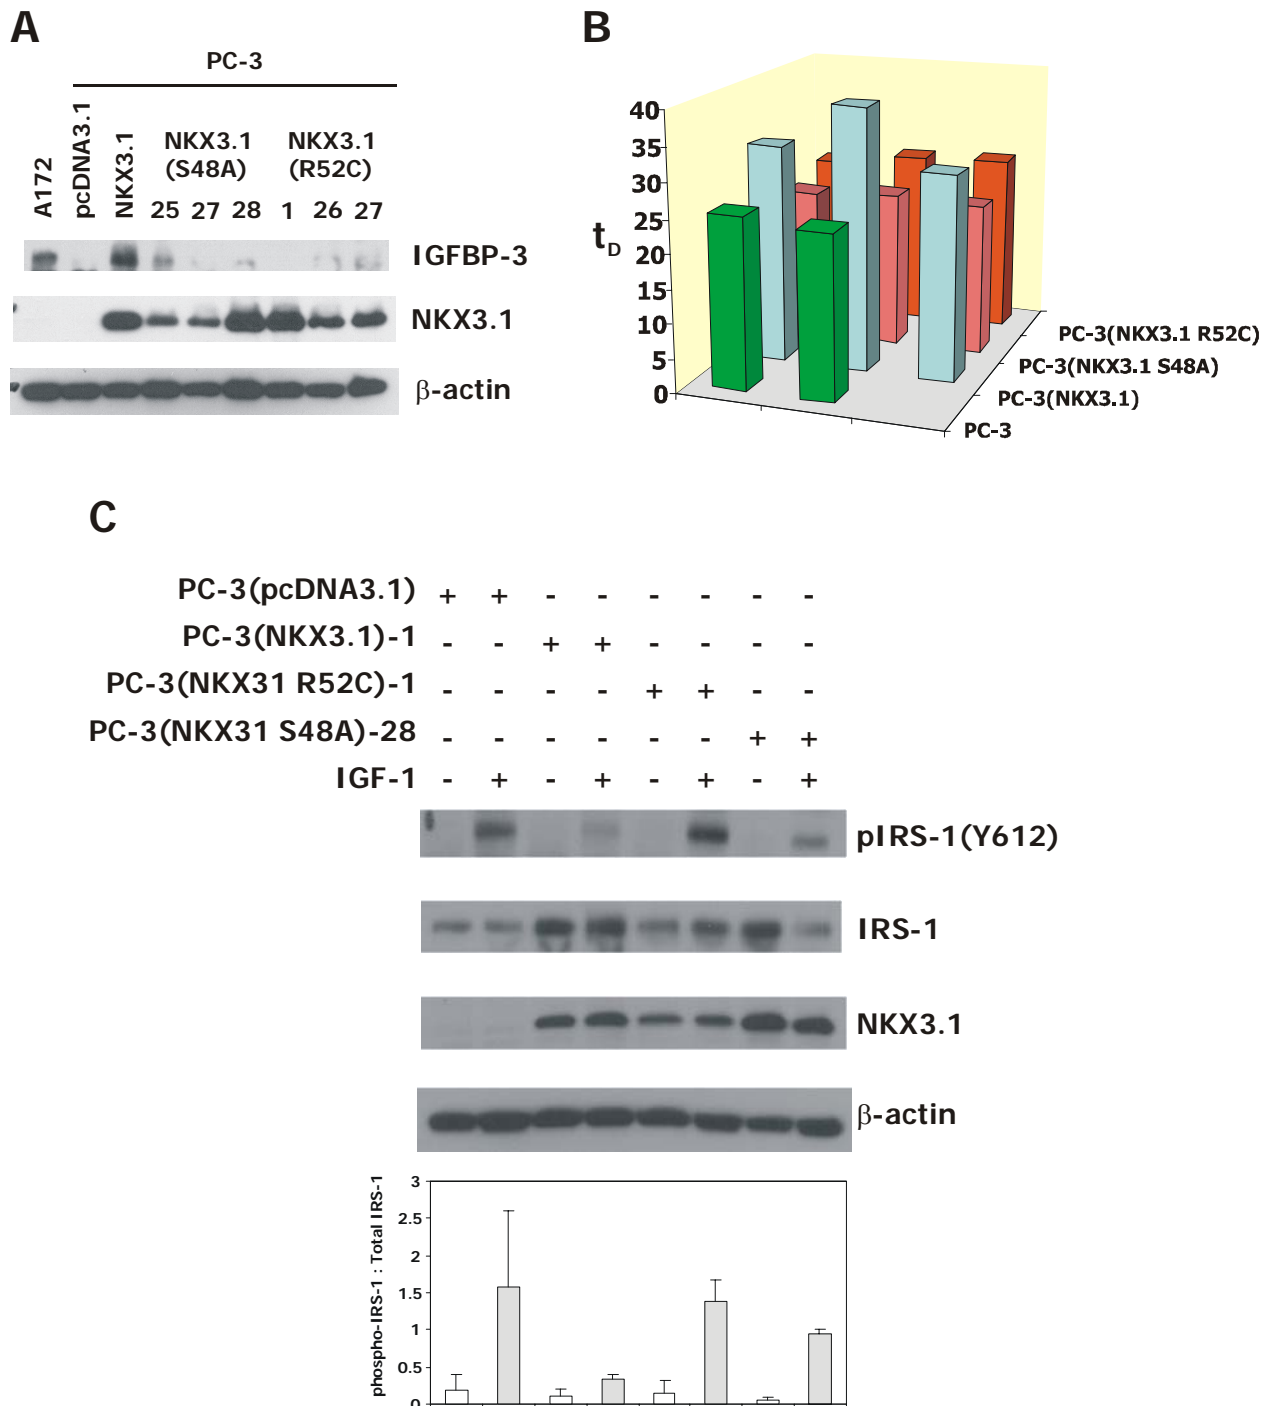 A
PC-3
A172
pcDNA3.1
NKX3.1
NKX3.1
(S48A)
NKX3.1
(R52C)
25 27 28 1 26 27
IGFBP-3
NKX3.1
β-actin
B
40
35
30
25
20
15
10
5
0
tD
PC-3(NKX3.1 R52C)
PC-3(NKX3.1 S48A)
PC-3(NKX3.1)
PC-3
C
PC-3(pcDNA3.1) + + - - - - - -
PC-3(NKX3.1)-1 - - + + - - - -
PC-3(NKX31 R52C)-1 - - - - + + - -
PC-3(NKX31 S48A)-28 - - - - - - + +
IGF-1 - + - + - + - +
pIRS-1(Y612)
IRS-1
NKX3.1
β-actin
phospho-IRS-1 : Total IRS-1
3
2.5
2
1.5
1
0.5
0